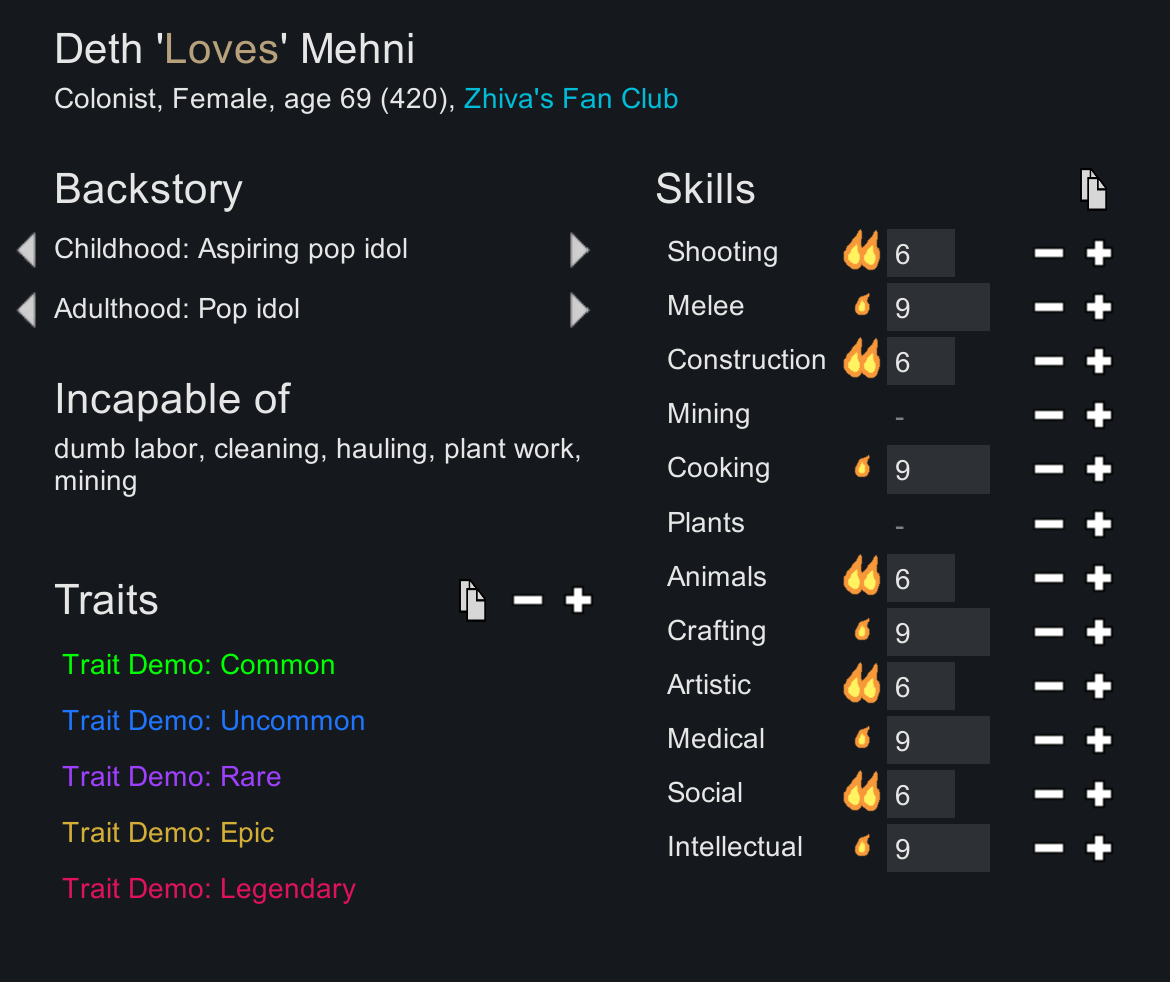 Deth 'Loves' Mehni
Colonist, Female, age 69 (420), Zhiva's Fan Club
Backstory
Childhood: Aspiring pop idol
Adulthood: Pop idol
Incapable of
dumb labor, cleaning, hauling, plant work,
mining
Traits
Trait Demo: Common
Trait Demo: Uncommon
Trait Demo: Rare
Trait Demo: Epic
Trait Demo: Legendary
Skills
Shooting 6
Melee 9
Construction 6
Mining -
Cooking 9
Plants -
Animals 6
Crafting 9
Artistic 6
Medical 9
Social 6
Intellectual 9